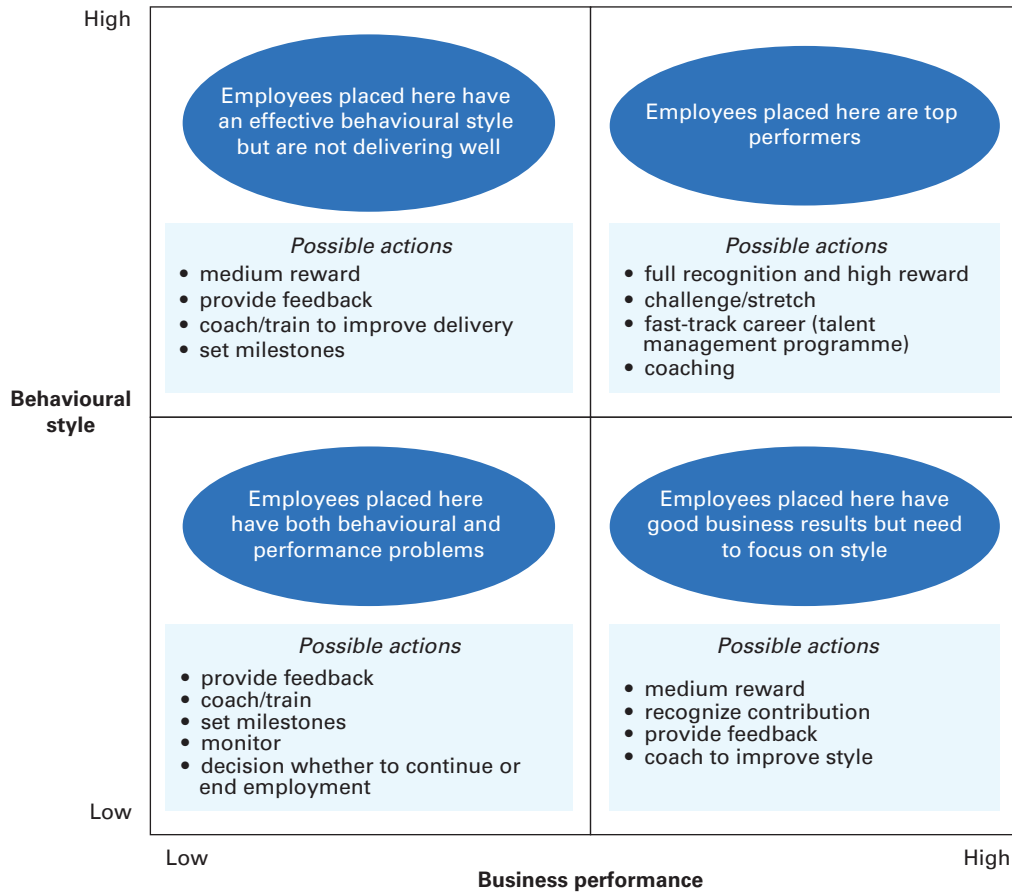 High
Employees placed here have
an effective behavioural style
but are not delivering well
Possible actions
• medium reward
• provide feedback
• coach/train to improve delivery
• set milestones
Employees placed here are top
performers
Possible actions
• full recognition and high reward
• challenge/stretch
• fast-track career (talent
management programme)
• coaching
Behavioural
style
Employees placed here
have both behavioural and
performance problems
Possible actions
• provide feedback
• coach/train
• set milestones
• monitor
• decision whether to continue or
end employment
Employees placed here have
good business results but need
to focus on style
Possible actions
• medium reward
• recognize contribution
• provide feedback
• coach to improve style
Low
Low
High
Business performance